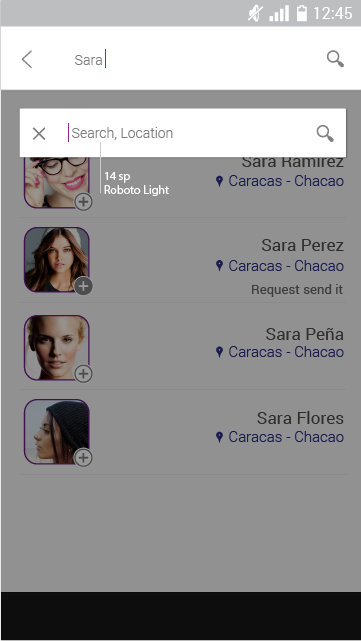 12:45
Sara
Search, Location
14 sp
Roboto Light
Sara Ramirez
Caracas - Chacao
Sara Perez
Caracas - Chacao
Request send it
Sara Peña
Caracas - Chacao
Sara Flores
Caracas - Chacao